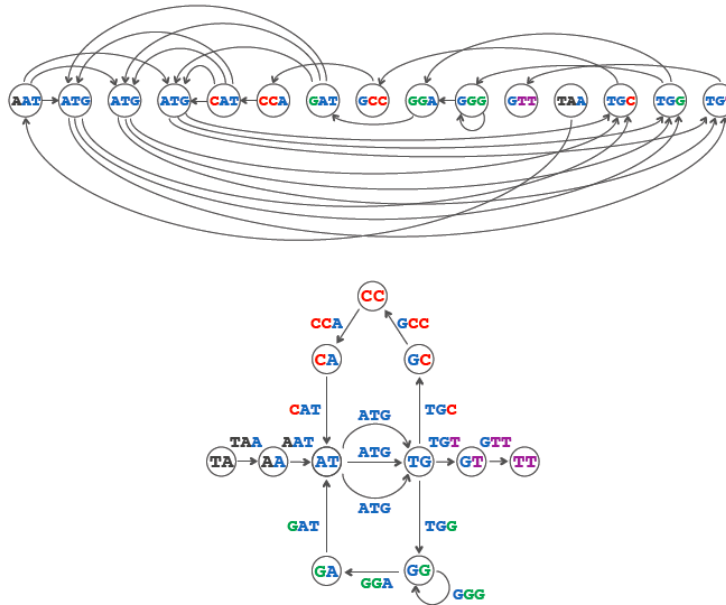 AAT ATG ATG ATG CAT CCA GAT GCC GGA GGG GTT TAA TGC TGG TG
CC
CCA GCC
CA GC
CAT ATG TGC
TAA AAT ATG TGT GTT
TA AA AT TG GT TT
ATG
GAT TGG
GA GGA GG
GGG